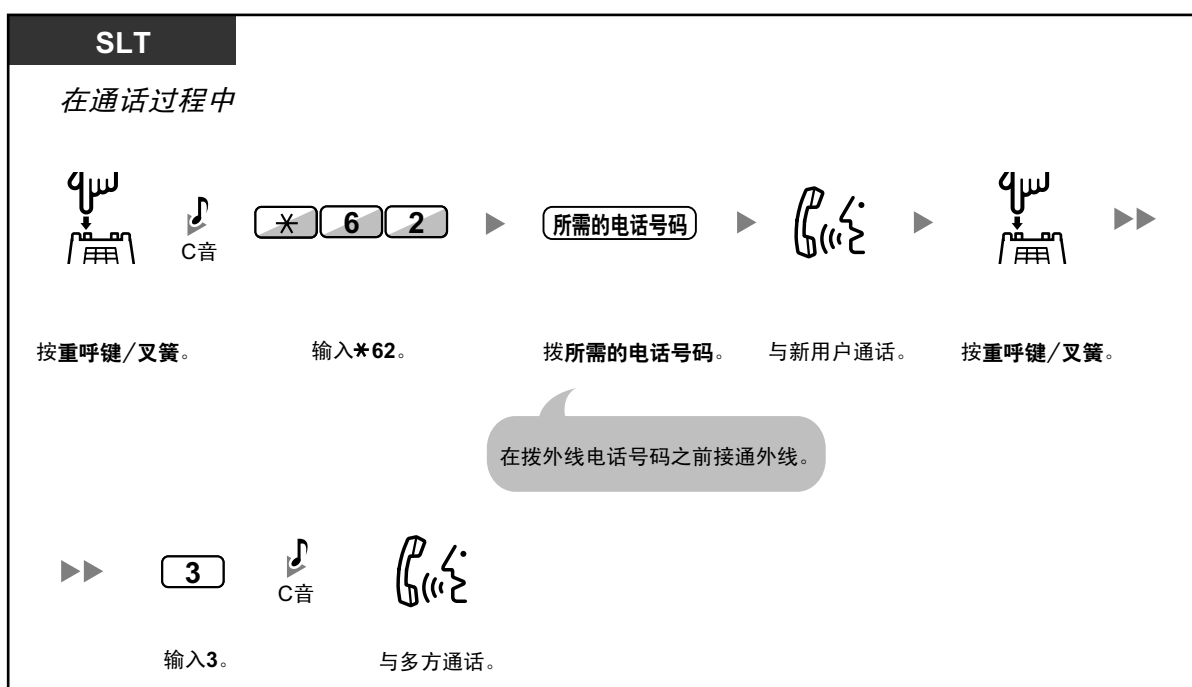 SLT
在通话过程中
C音
✱ 6 2
所需的电话号码
按重呼键/叉簧。
输入✱62。
拨所需的电话号码。
与新用户通话。
按重呼键/叉簧。
在拨外线电话号码之前接通外线。
3
C音
输入3。
与多方通话。